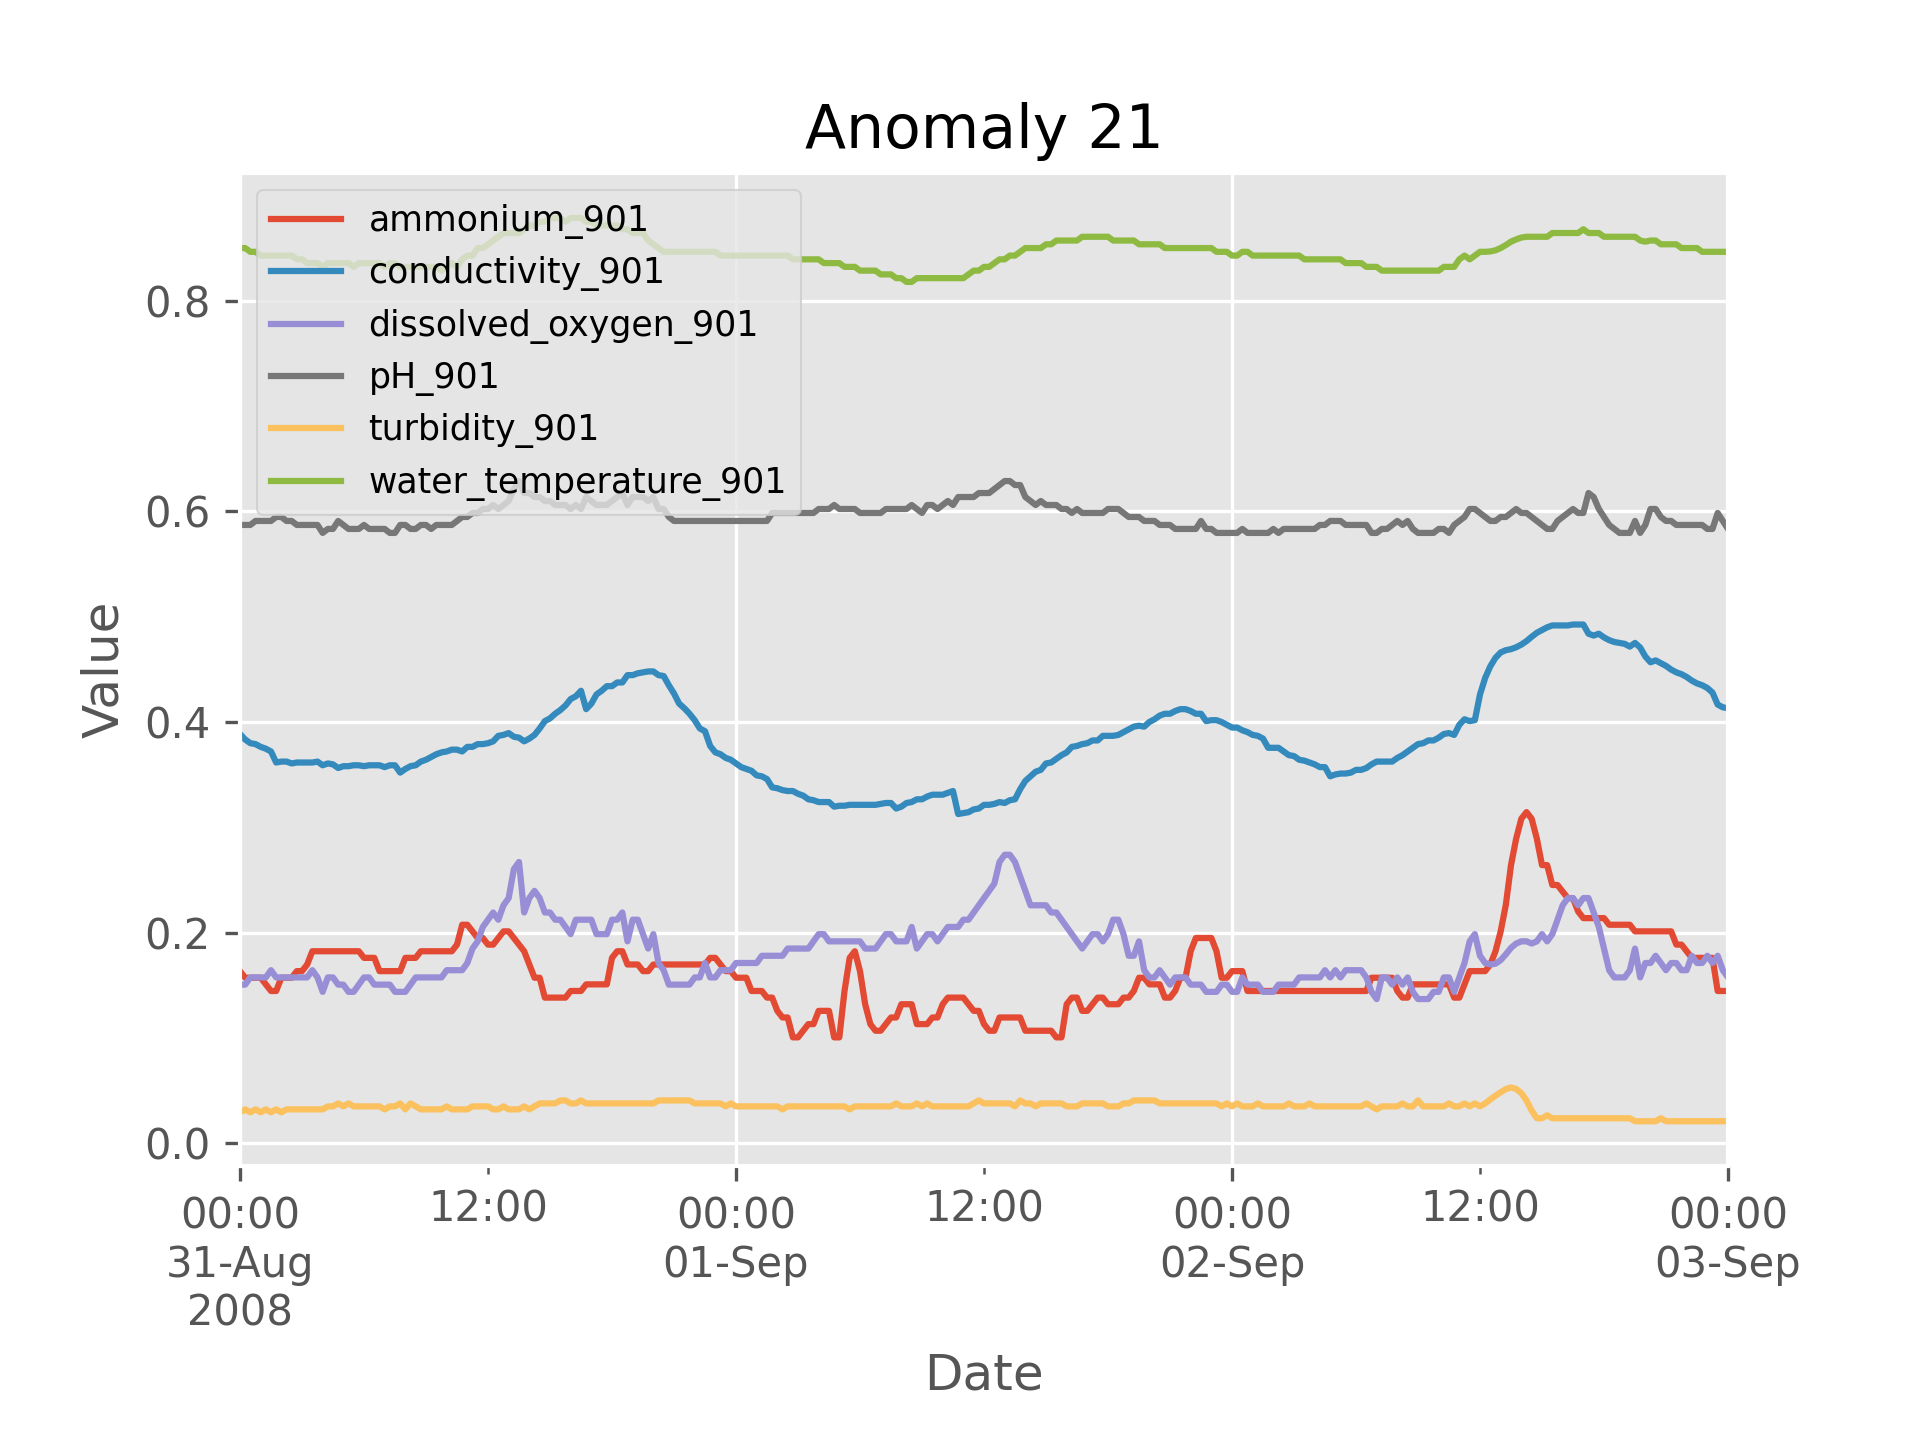 Anomaly 21
ammonium_901
conductivity_901
dissolved_oxygen_901
pH_901
turbidity_901
water_temperature_901
0.8
0.6
0.4
0.2
0.0
Value
00:00 12:00 00:00 12:00 00:00 12:00 00:00
31-Aug 01-Sep 02-Sep 03-Sep
2008
Date